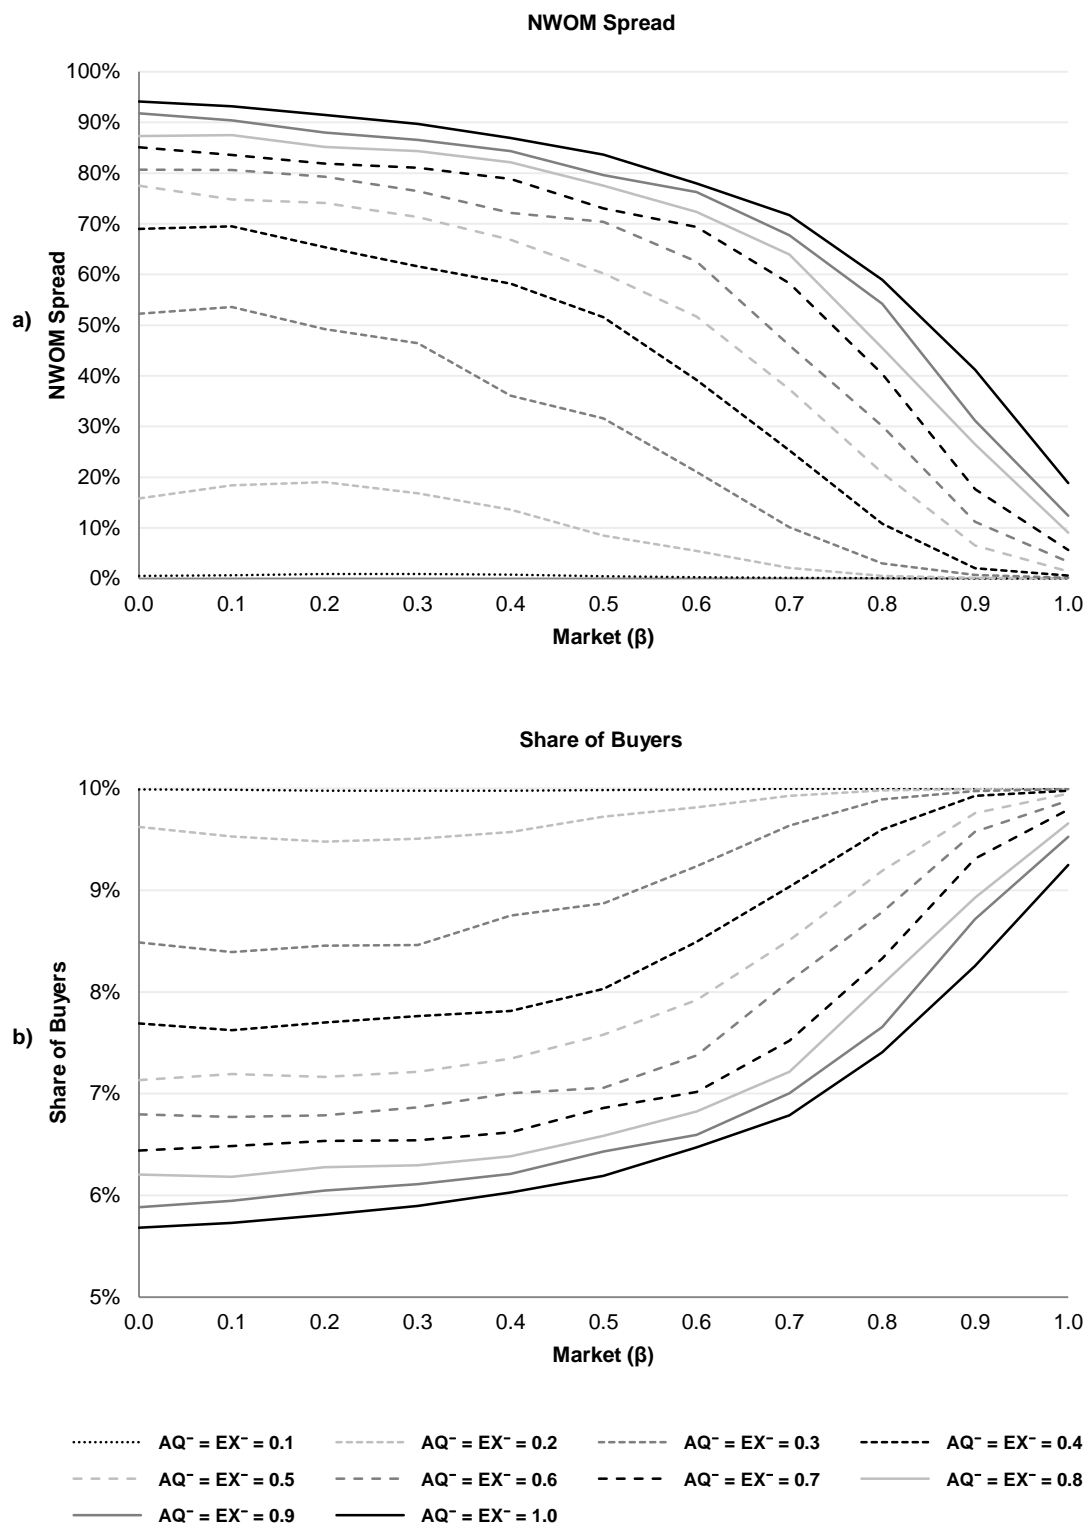 NWOM Spread
100%
90%
80%
70%
60%
50%
40%
30%
20%
10%
0%
a)
NWOM Spread
0.0 0.1 0.2 0.3 0.4 0.5 0.6 0.7 0.8 0.9 1.0
Market (β)
Share of Buyers
10%
9%
8%
7%
6%
5%
b)
Share of Buyers
0.0 0.1 0.2 0.3 0.4 0.5 0.6 0.7 0.8 0.9 1.0
Market (β)
AQ⁻ = EX⁻ = 0.1 AQ⁻ = EX⁻ = 0.2 AQ⁻ = EX⁻ = 0.3 AQ⁻ = EX⁻ = 0.4
AQ⁻ = EX⁻ = 0.5 AQ⁻ = EX⁻ = 0.6 AQ⁻ = EX⁻ = 0.7 AQ⁻ = EX⁻ = 0.8
AQ⁻ = EX⁻ = 0.9 AQ⁻ = EX⁻ = 1.0